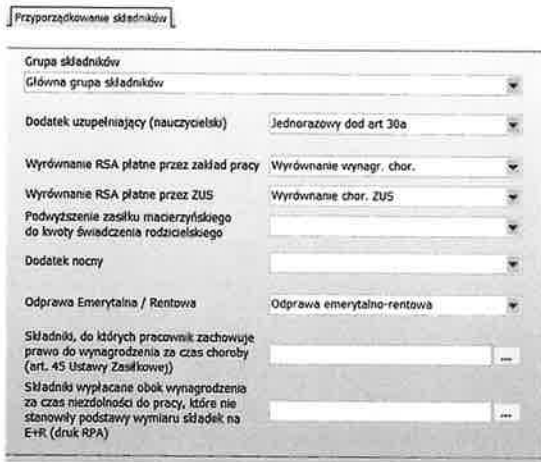 Przyporządkowanie składników
Grupa składników
Główna grupa składników
Dodatek uzupełniający (nauczycielski) Jednorazowy dod art 30a
Wyrównanie RSA płatne przez zakład pracy Wyrównanie wynagr. chor.
Wyrównanie RSA płatne przez ZUS Wyrównanie chor. ZUS
Podwyższenie zasiłku macierzyńskiego
do kwoty świadczenia rodzicielskiego
Dodatek nocny
Odprawa Emerytalna / Rentowa Odprawa emerytalno-rentowa
Składniki, do których pracownik zachowuje
prawo do wynagrodzenia za czas choroby
(art. 45 Ustawy Zasiłkowej)) ...
Składniki wypłacane obok wynagrodzenia
za czas niezdolności do pracy, które nie
stanowiły podstawy wymiaru składek na ...
E+R (druk RPA)